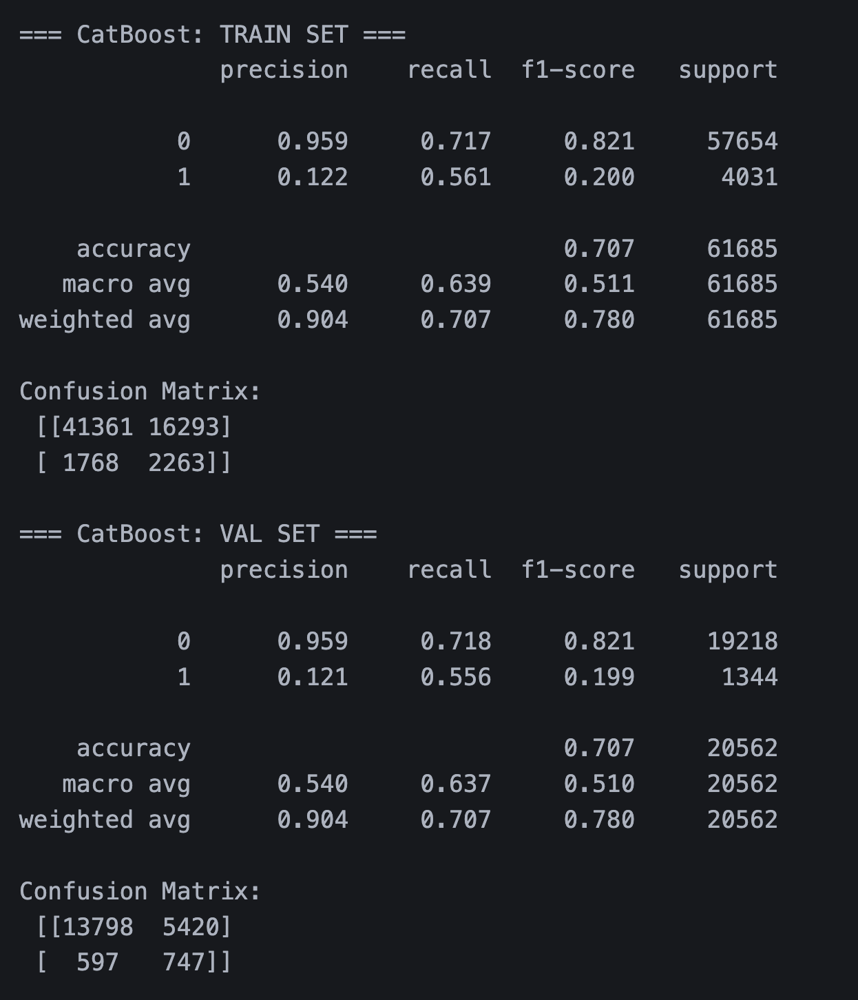 === CatBoost: TRAIN SET ===
              precision    recall  f1-score   support

           0      0.959     0.717     0.821     57654
           1      0.122     0.561     0.200      4031

    accuracy                          0.707     61685
   macro avg      0.540     0.639     0.511     61685
weighted avg      0.904     0.707     0.780     61685

Confusion Matrix:
 [[41361 16293]
 [ 1768  2263]]

=== CatBoost: VAL SET ===
              precision    recall  f1-score   support

           0      0.959     0.718     0.821     19218
           1      0.121     0.556     0.199      1344

    accuracy                          0.707     20562
   macro avg      0.540     0.637     0.510     20562
weighted avg      0.904     0.707     0.780     20562

Confusion Matrix:
 [[13798  5420]
 [  597   747]]